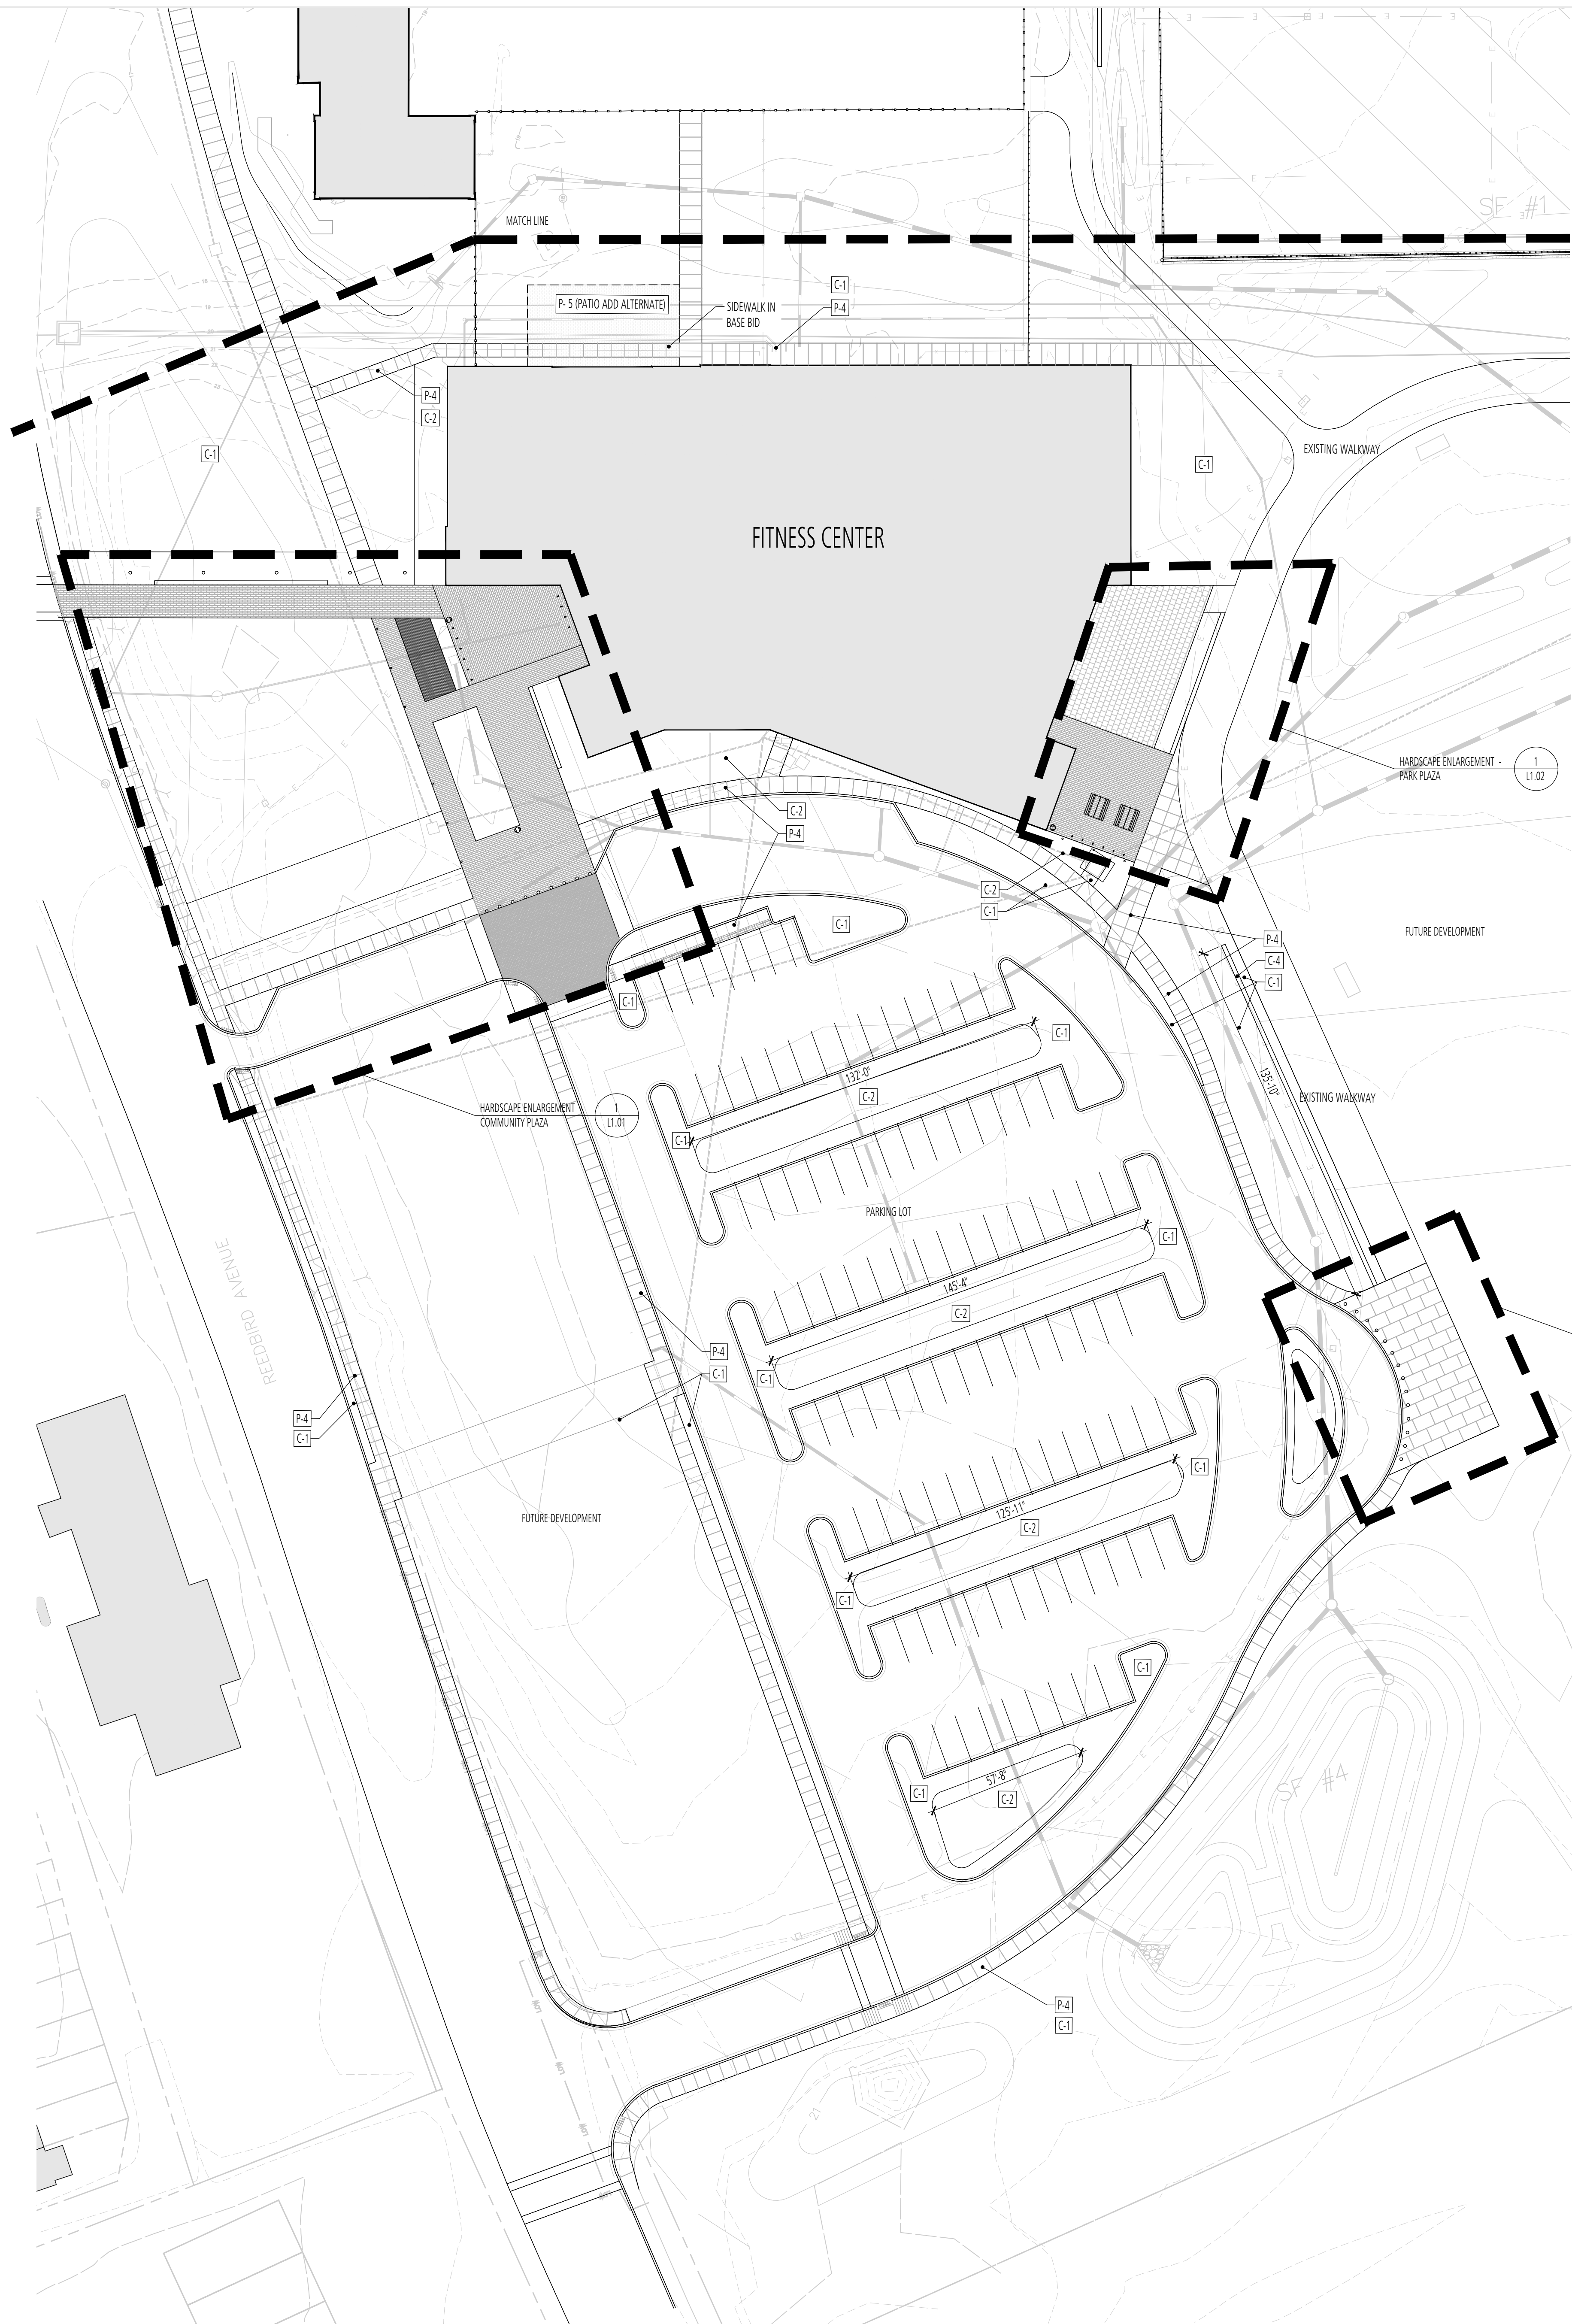 SF #1
MATCH LINE
C-1
P- 5 (PATIO ADD ALTERNATE)
SIDEWALK IN
BASE BID
P-4
P-4
C-2
C-1
C-1
EXISTING WALKWAY
FITNESS CENTER
HARDSCAPE ENLARGEMENT -
PARK PLAZA
1
L1.02
C-2
P-4
C-2
C-1
C-1
FUTURE DEVELOPMENT
P-4
C-4
C-1
C-1
C-1
132'-0"
C-2
135'-10"
EXISTING WALKWAY
HARDSCAPE ENLARGEMENT
COMMUNITY PLAZA
1
L1.01
C-1
PARKING LOT
C-1
REEDBIRD AVENUE
145'-4"
C-2
P-4
C-1
C-1
P-4
C-1
C-1
125'-11"
C-2
FUTURE DEVELOPMENT
C-1
C-1
57'-8"
C-1
C-2
SF #4
P-4
C-1
21